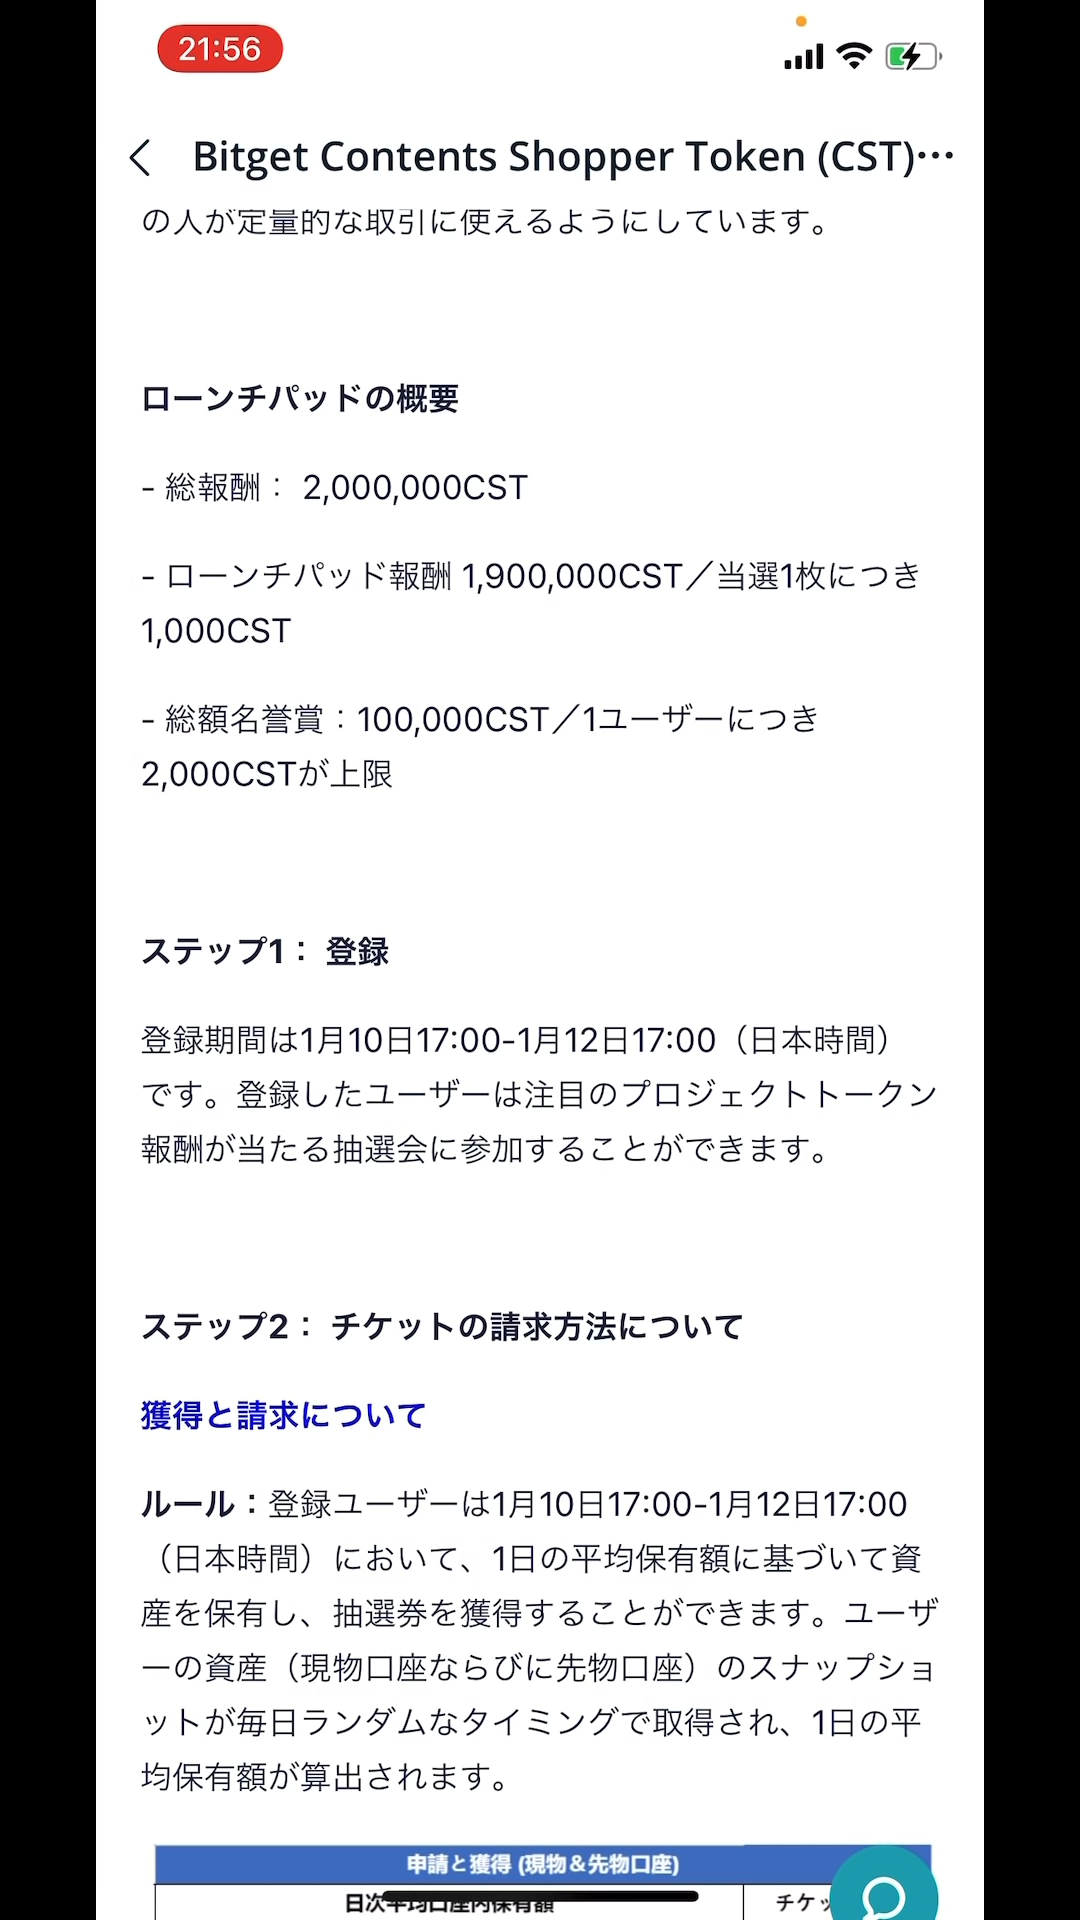 21:56
Bitget Contents Shopper Token (CST)···
の人が定量的な取引に使えるようにしています。
ローンチパッドの概要
- 総報酬： 2,000,000CST
- ローンチパッド報酬 1,900,000CST／当選1枚につき
1,000CST
- 総額名誉賞：100,000CST／1ユーザーにつき
2,000CSTが上限
ステップ1： 登録
登録期間は1月10日17:00-1月12日17:00（日本時間）
です。登録したユーザーは注目のプロジェクトトークン
報酬が当たる抽選会に参加することができます。
ステップ2： チケットの請求方法について
獲得と請求について
ルール：登録ユーザーは1月10日17:00-1月12日17:00
（日本時間）において、1日の平均保有額に基づいて資
産を保有し、抽選券を獲得することができます。ユーザ
ーの資産（現物口座ならびに先物口座）のスナップショ
ットが毎日ランダムなタイミングで取得され、1日の平
均保有額が算出されます。
申請と獲得 (現物＆先物口座)
日次平均口座内保有額
チケッ